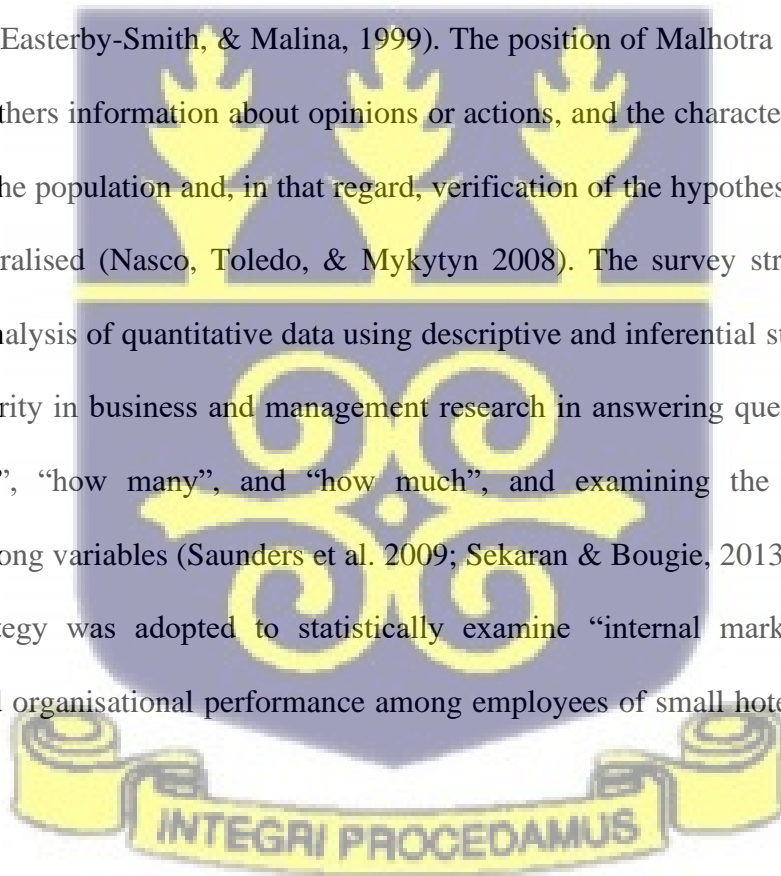 Easterby-Smith, & Malina, 1999). The position of Malhotra
thers information about opinions or actions, and the characte
he population and, in that regard, verification of the hypothes
ralised (Nasco, Toledo, & Mykytyn 2008). The survey str
alysis of quantitative data using descriptive and inferential st
rity in business and management research in answering que
”, “how many”, and “how much”, and examining the
ong variables (Saunders et al. 2009; Sekaran & Bougie, 2013
tegy was adopted to statistically examine “internal mark
l organisational performance among employees of small hote
INTEGRI PROCEDAMUS